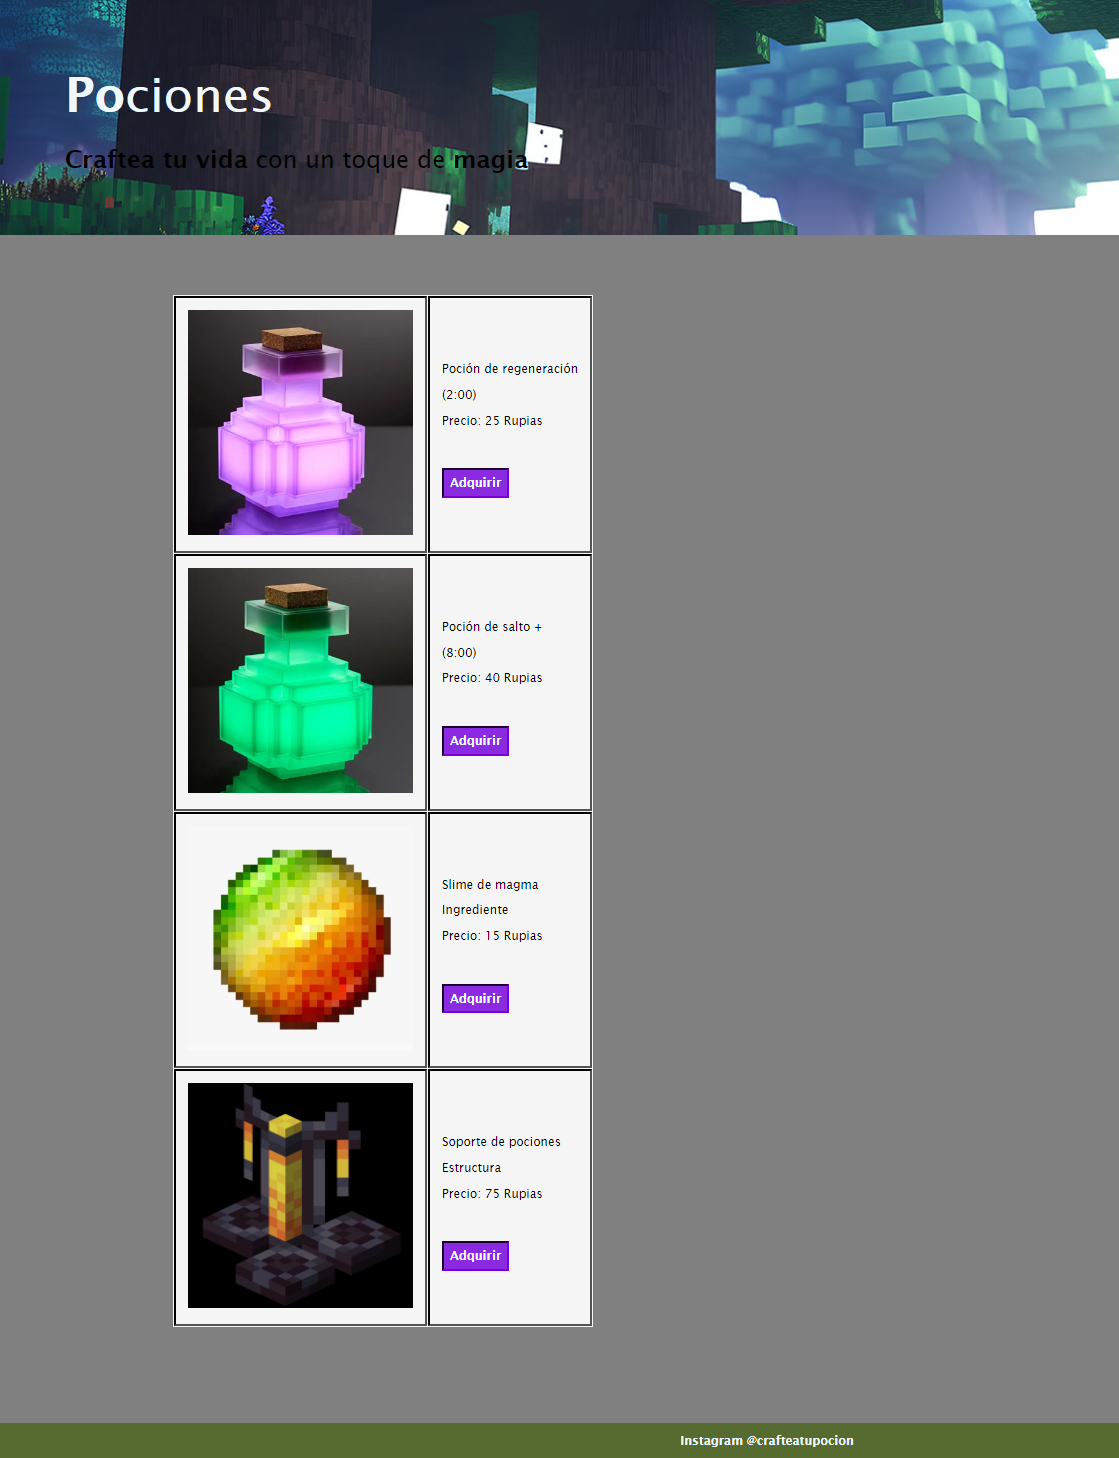 Pociones
Craftea tu vida con un toque de magia
Poción de regeneración
(2:00)
Precio: 25 Rupias
Adquirir
Poción de salto +
(8:00)
Precio: 40 Rupias
Adquirir
Slime de magma
Ingrediente
Precio: 15 Rupias
Adquirir
Soporte de pociones
Estructura
Precio: 75 Rupias
Adquirir
Instagram @crafteatupocion